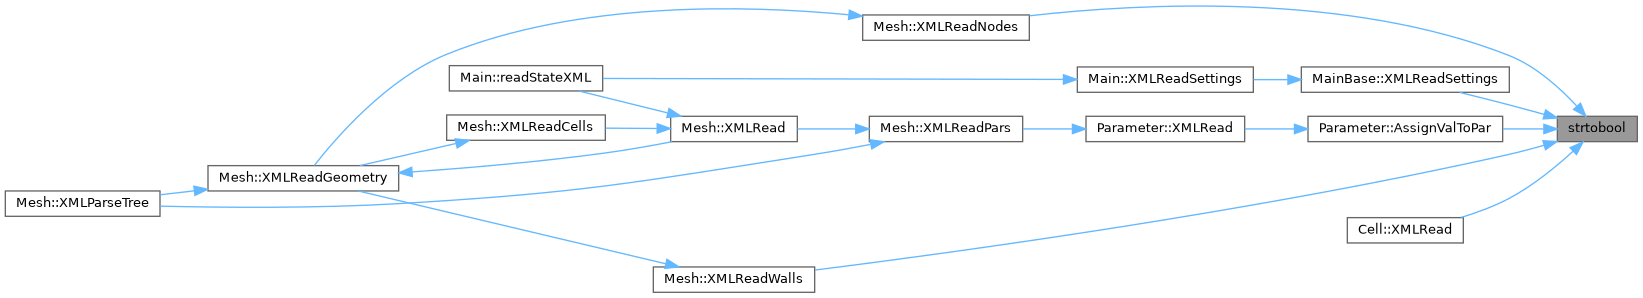 Mesh::XMLReadNodes
Main::readStateXML
Main::XMLReadSettings
MainBase::XMLReadSettings
Mesh::XMLReadCells
Mesh::XMLRead
Mesh::XMLReadPars
Parameter::XMLRead
Parameter::AssignValToPar
strtobool
Mesh::XMLReadGeometry
Mesh::XMLParseTree
Cell::XMLRead
Mesh::XMLReadWalls